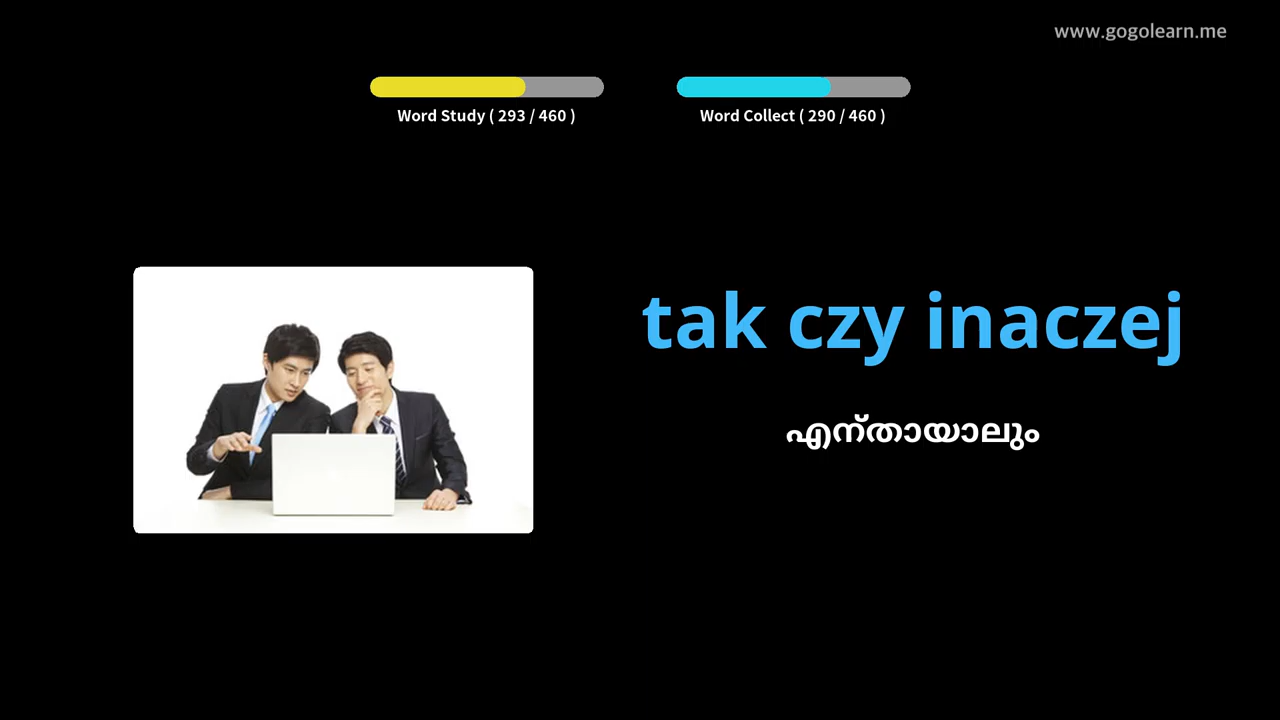 www.gogolearn.me
Word Study ( 293 / 460 )
Word Collect ( 290 / 460 )
tak czy inaczej
എന്തായാലും